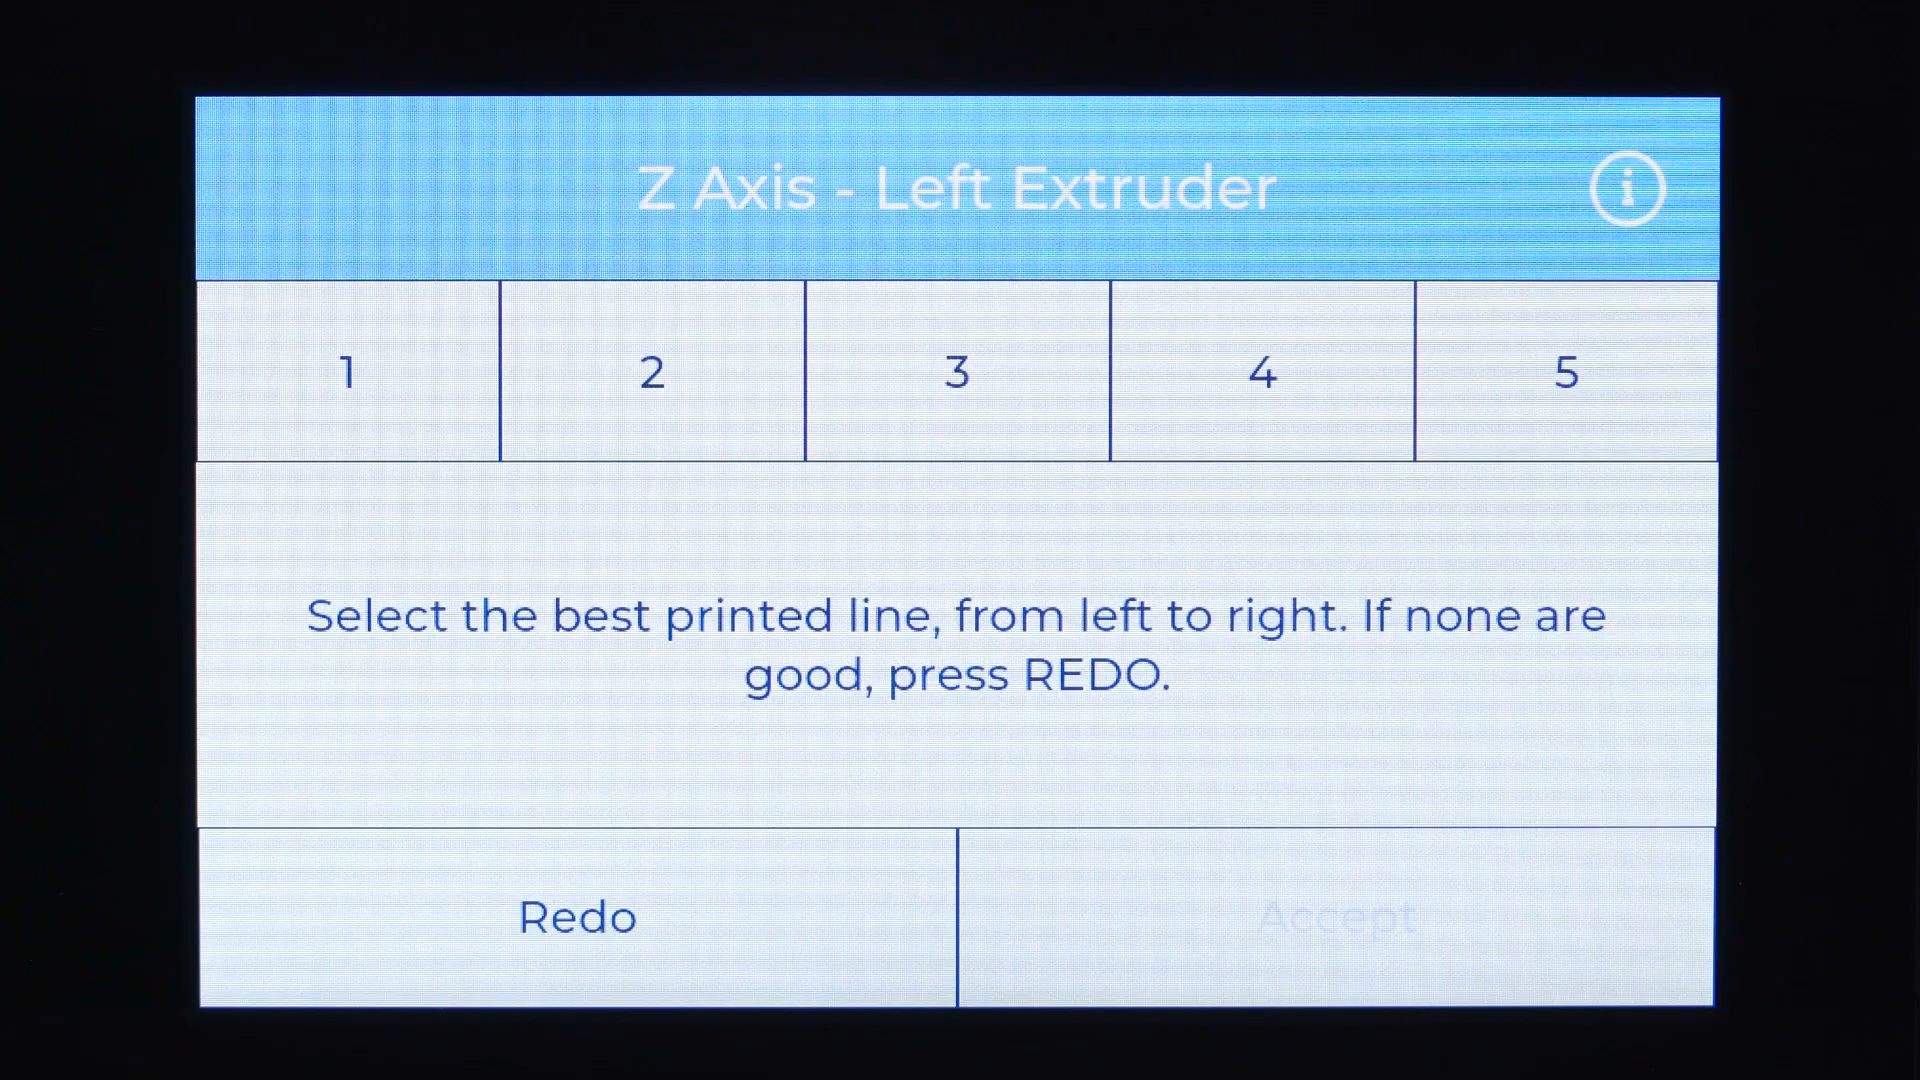 Z Axis - Left Extruder
1 2 3 4 5
Select the best printed line, from left to right. If none are
good, press REDO.
Redo Accept